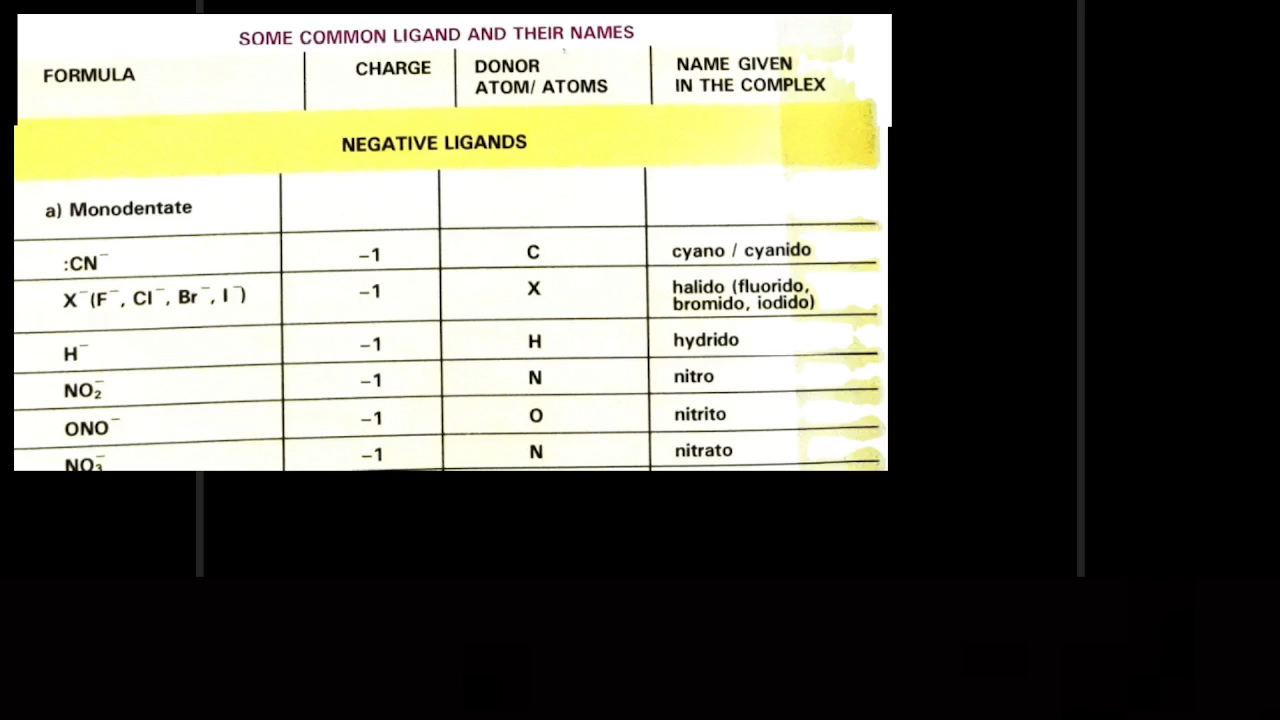 SOME COMMON LIGAND AND THEIR NAMES
FORMULA CHARGE DONOR ATOM/ ATOMS NAME GIVEN IN THE COMPLEX
NEGATIVE LIGANDS
a) Monodentate
:CN⁻ –1 C cyano / cyanido
X⁻(F⁻, Cl⁻, Br⁻, I⁻) –1 X halido (fluorido, bromido, iodido)
H⁻ –1 H hydrido
NO₂⁻ –1 N nitro
ONO⁻ –1 O nitrito
NO₃⁻ –1 N nitrato